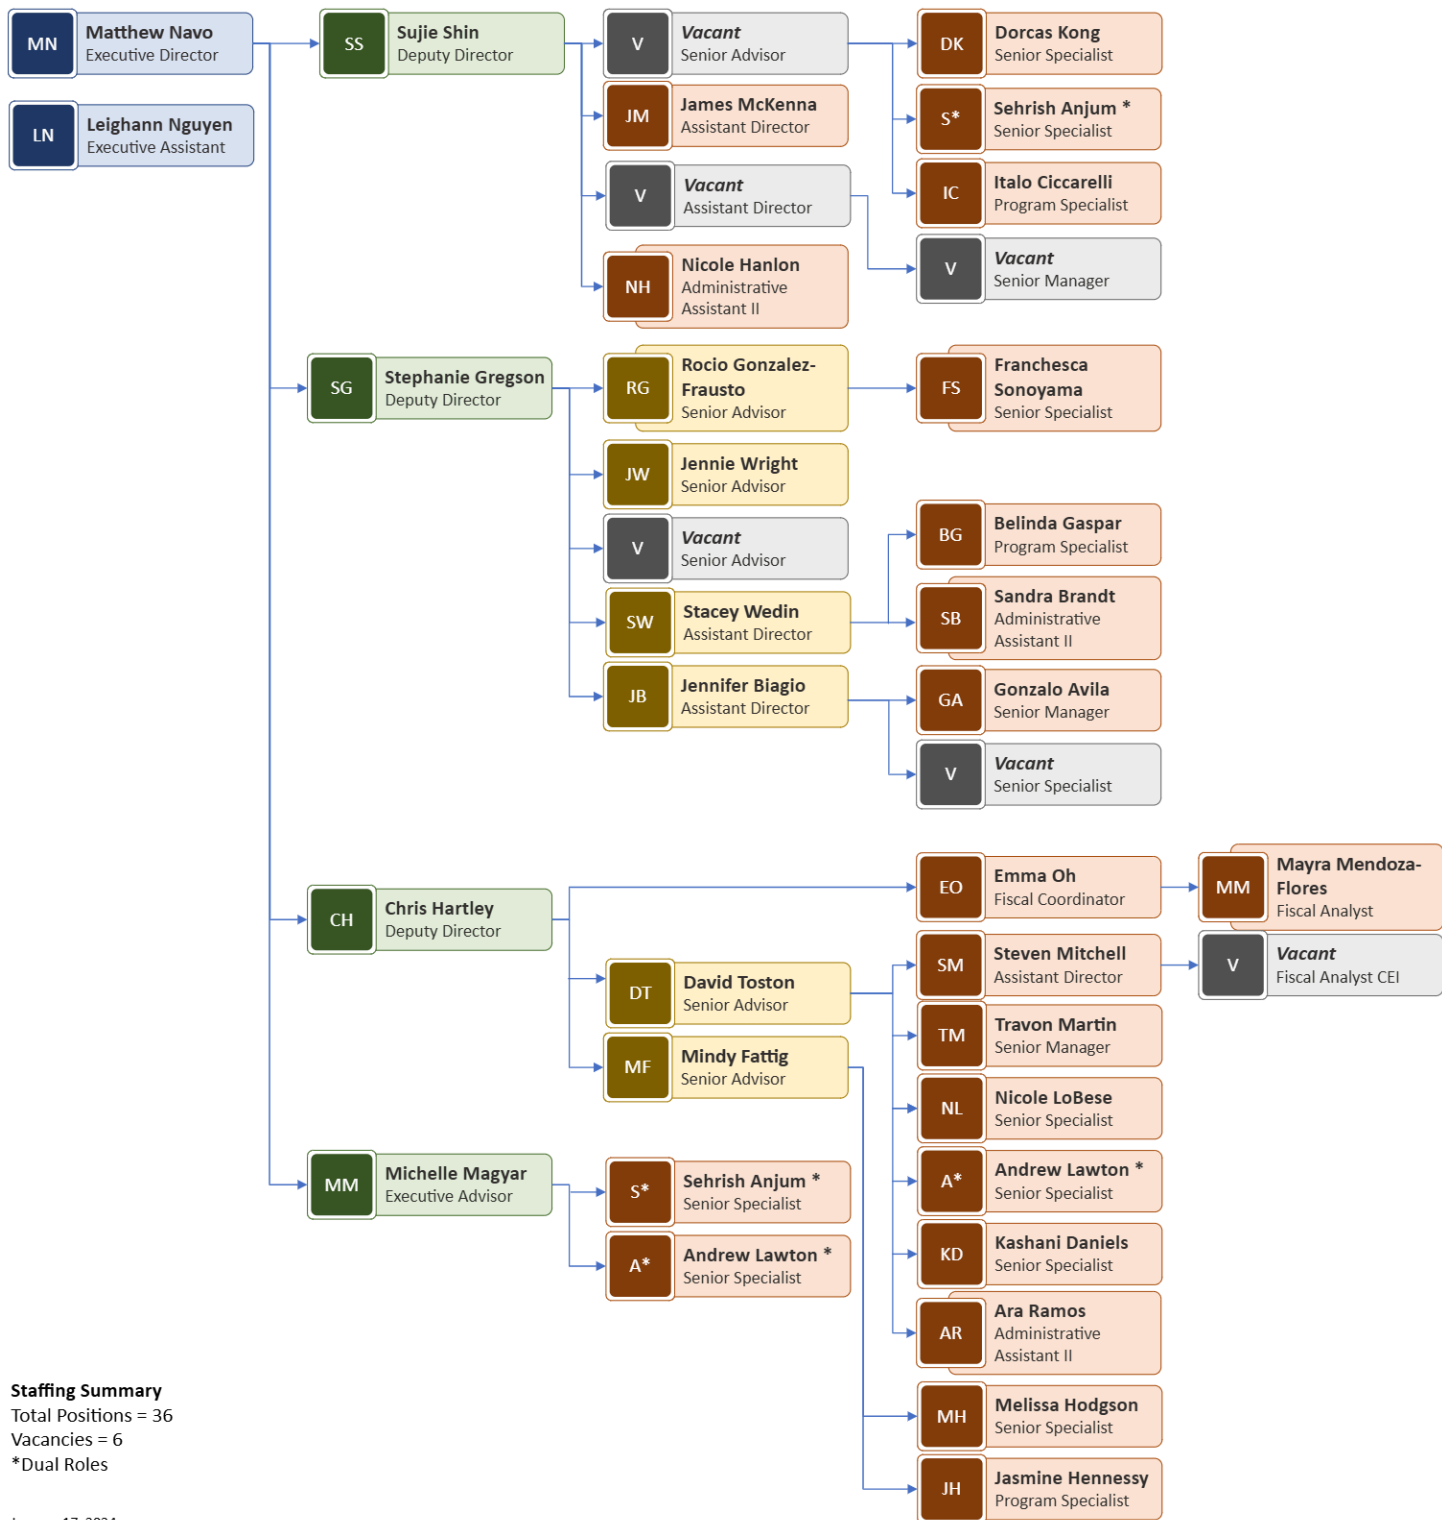 MN
Matthew Navo
Executive Director
LN
Leighann Nguyen
Executive Assistant
SS
Sujie Shin
Deputy Director
V
Vacant
Senior Advisor
DK
Dorcas Kong
Senior Specialist
S*
Sehrish Anjum *
Senior Specialist
IC
Italo Ciccarelli
Program Specialist
JM
James McKenna
Assistant Director
V
Vacant
Assistant Director
V
Vacant
Senior Manager
NH
Nicole Hanlon
Administrative
Assistant II
SG
Stephanie Gregson
Deputy Director
RG
Rocio Gonzalez-
Frausto
Senior Advisor
FS
Franchesca
Sonoyama
Senior Specialist
JW
Jennie Wright
Senior Advisor
V
Vacant
Senior Advisor
SW
Stacey Wedin
Assistant Director
BG
Belinda Gaspar
Program Specialist
SB
Sandra Brandt
Administrative
Assistant II
JB
Jennifer Biagio
Assistant Director
GA
Gonzalo Avila
Senior Manager
V
Vacant
Senior Specialist
CH
Chris Hartley
Deputy Director
EO
Emma Oh
Fiscal Coordinator
MM
Mayra Mendoza-
Flores
Fiscal Analyst
DT
David Toston
Senior Advisor
SM
Steven Mitchell
Assistant Director
V
Vacant
Fiscal Analyst CEI
TM
Travon Martin
Senior Manager
NL
Nicole LoBese
Senior Specialist
A*
Andrew Lawton *
Senior Specialist
KD
Kashani Daniels
Senior Specialist
AR
Ara Ramos
Administrative
Assistant II
MF
Mindy Fattig
Senior Advisor
MH
Melissa Hodgson
Senior Specialist
JH
Jasmine Hennessy
Program Specialist
MM
Michelle Magyar
Executive Advisor
S*
Sehrish Anjum *
Senior Specialist
A*
Andrew Lawton *
Senior Specialist
Staffing Summary
Total Positions = 36
Vacancies = 6
*Dual Roles
17, 2024